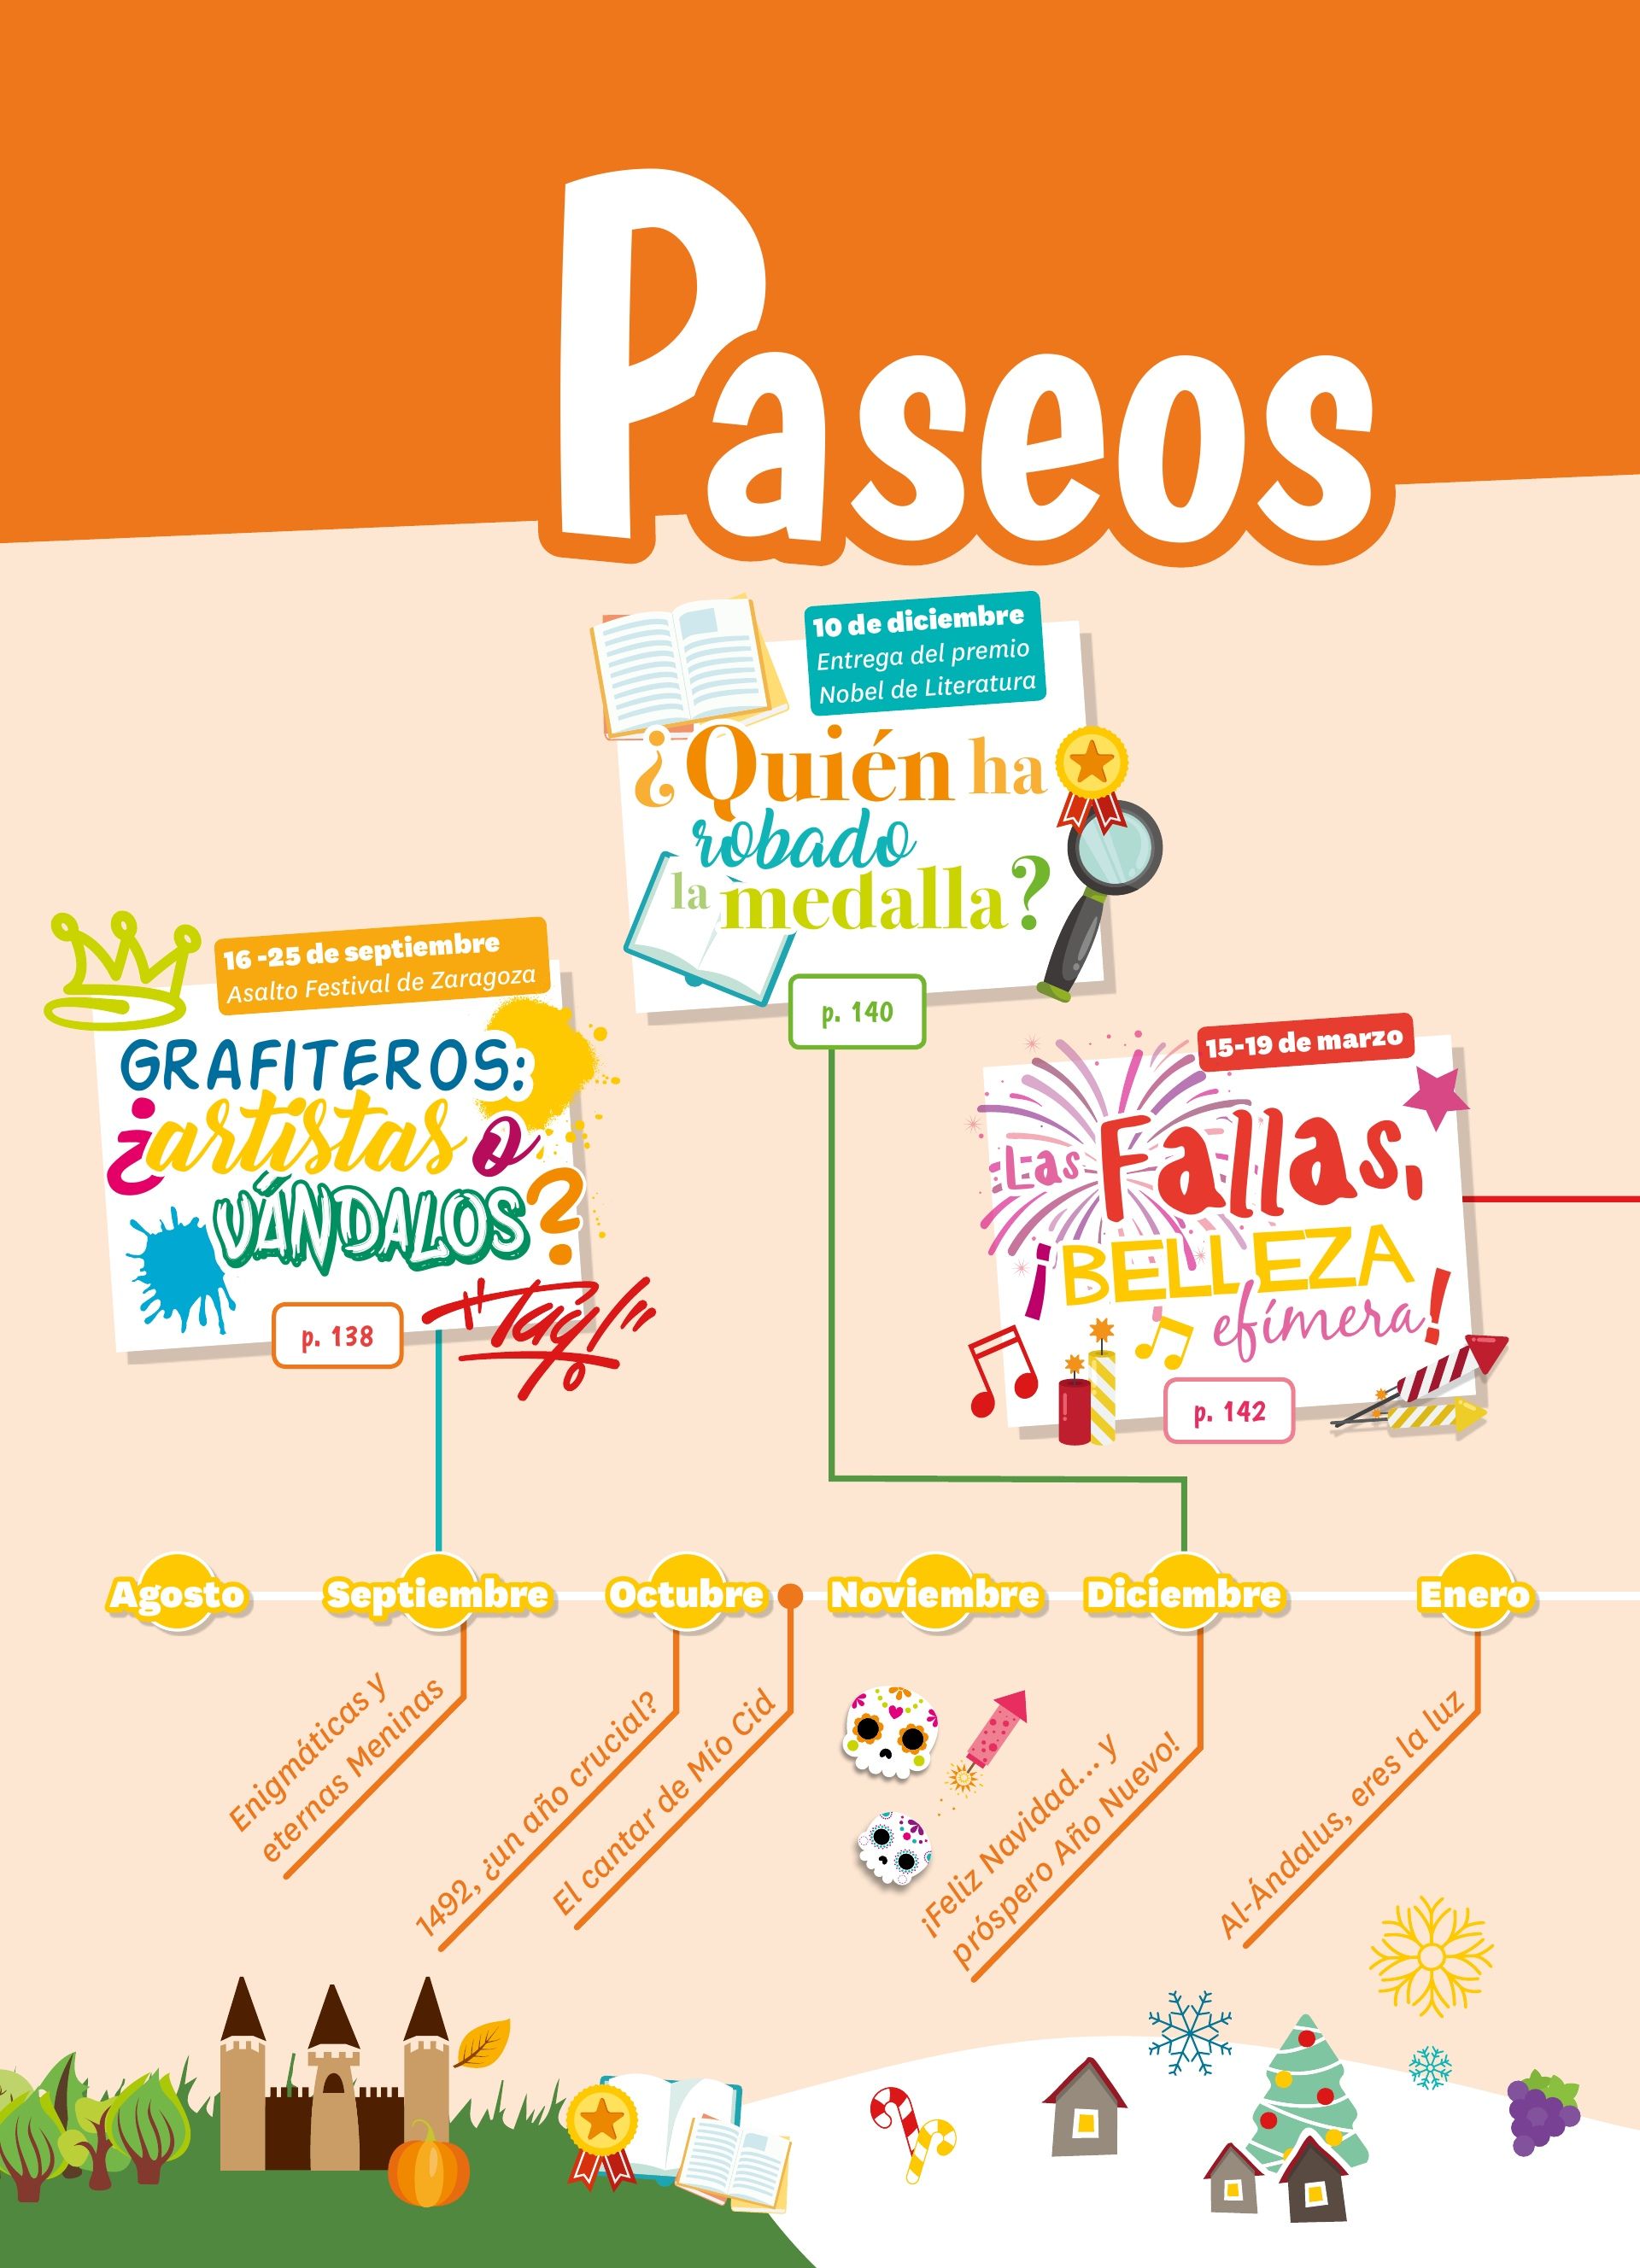 Paseos
10 de diciembre
Entrega del premio
Nobel de Literatura
¿Quién ha
robado
la medalla?
p. 140
16 -25 de septiembre
Asalto Festival de Zaragoza
GRAFITEROS:
¿artistas o
VÁNDALOS?
Tag!
p. 138
15-19 de marzo
Las Fallas,
¡BELLEZA
efímera!
p. 142
Agosto
Septiembre
Octubre
Noviembre
Diciembre
Enero
Enigmáticas y
eternas Meninas
1492, ¿un año crucial?
El cantar de Mío Cid
¡Feliz Navidad... y
próspero Año Nuevo!
Al-Ándalus, eres la luz